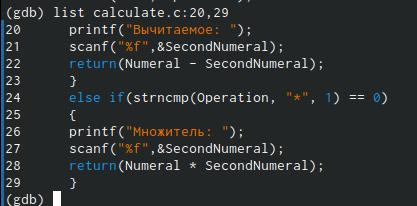 (gdb) list calculate.c:20,29
20 printf("Вычитаемое: ");
21 scanf("%f",&SecondNumeral);
22 return(Numeral - SecondNumeral);
23 }
24 else if(strncmp(Operation, "*", 1) == 0)
25 {
26 printf("Множитель: ");
27 scanf("%f",&SecondNumeral);
28 return(Numeral * SecondNumeral);
29 }
(gdb)